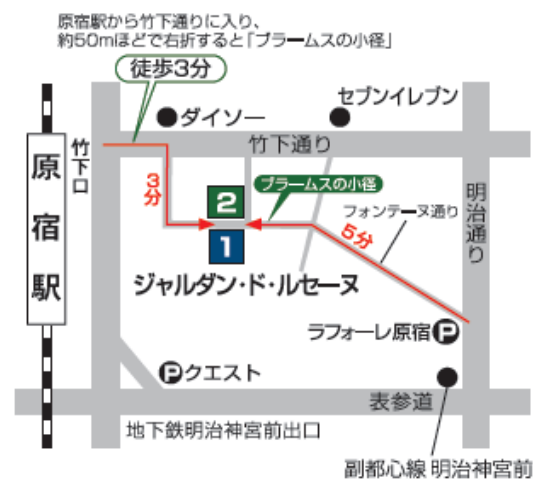 原宿駅から竹下通りに入り、
約50mほどで右折すると「ブラームスの小径」
徒歩3分
ダイソー
セブンイレブン
竹下口
竹下通り
原宿駅
3分
2
ブラームスの小径
フォンテーヌ通り
明治通り
1
5分
ジャルダン・ド・ルセーヌ
ラフォーレ原宿 P
P クエスト
表参道
地下鉄明治神宮前出口
副都心線 明治神宮前